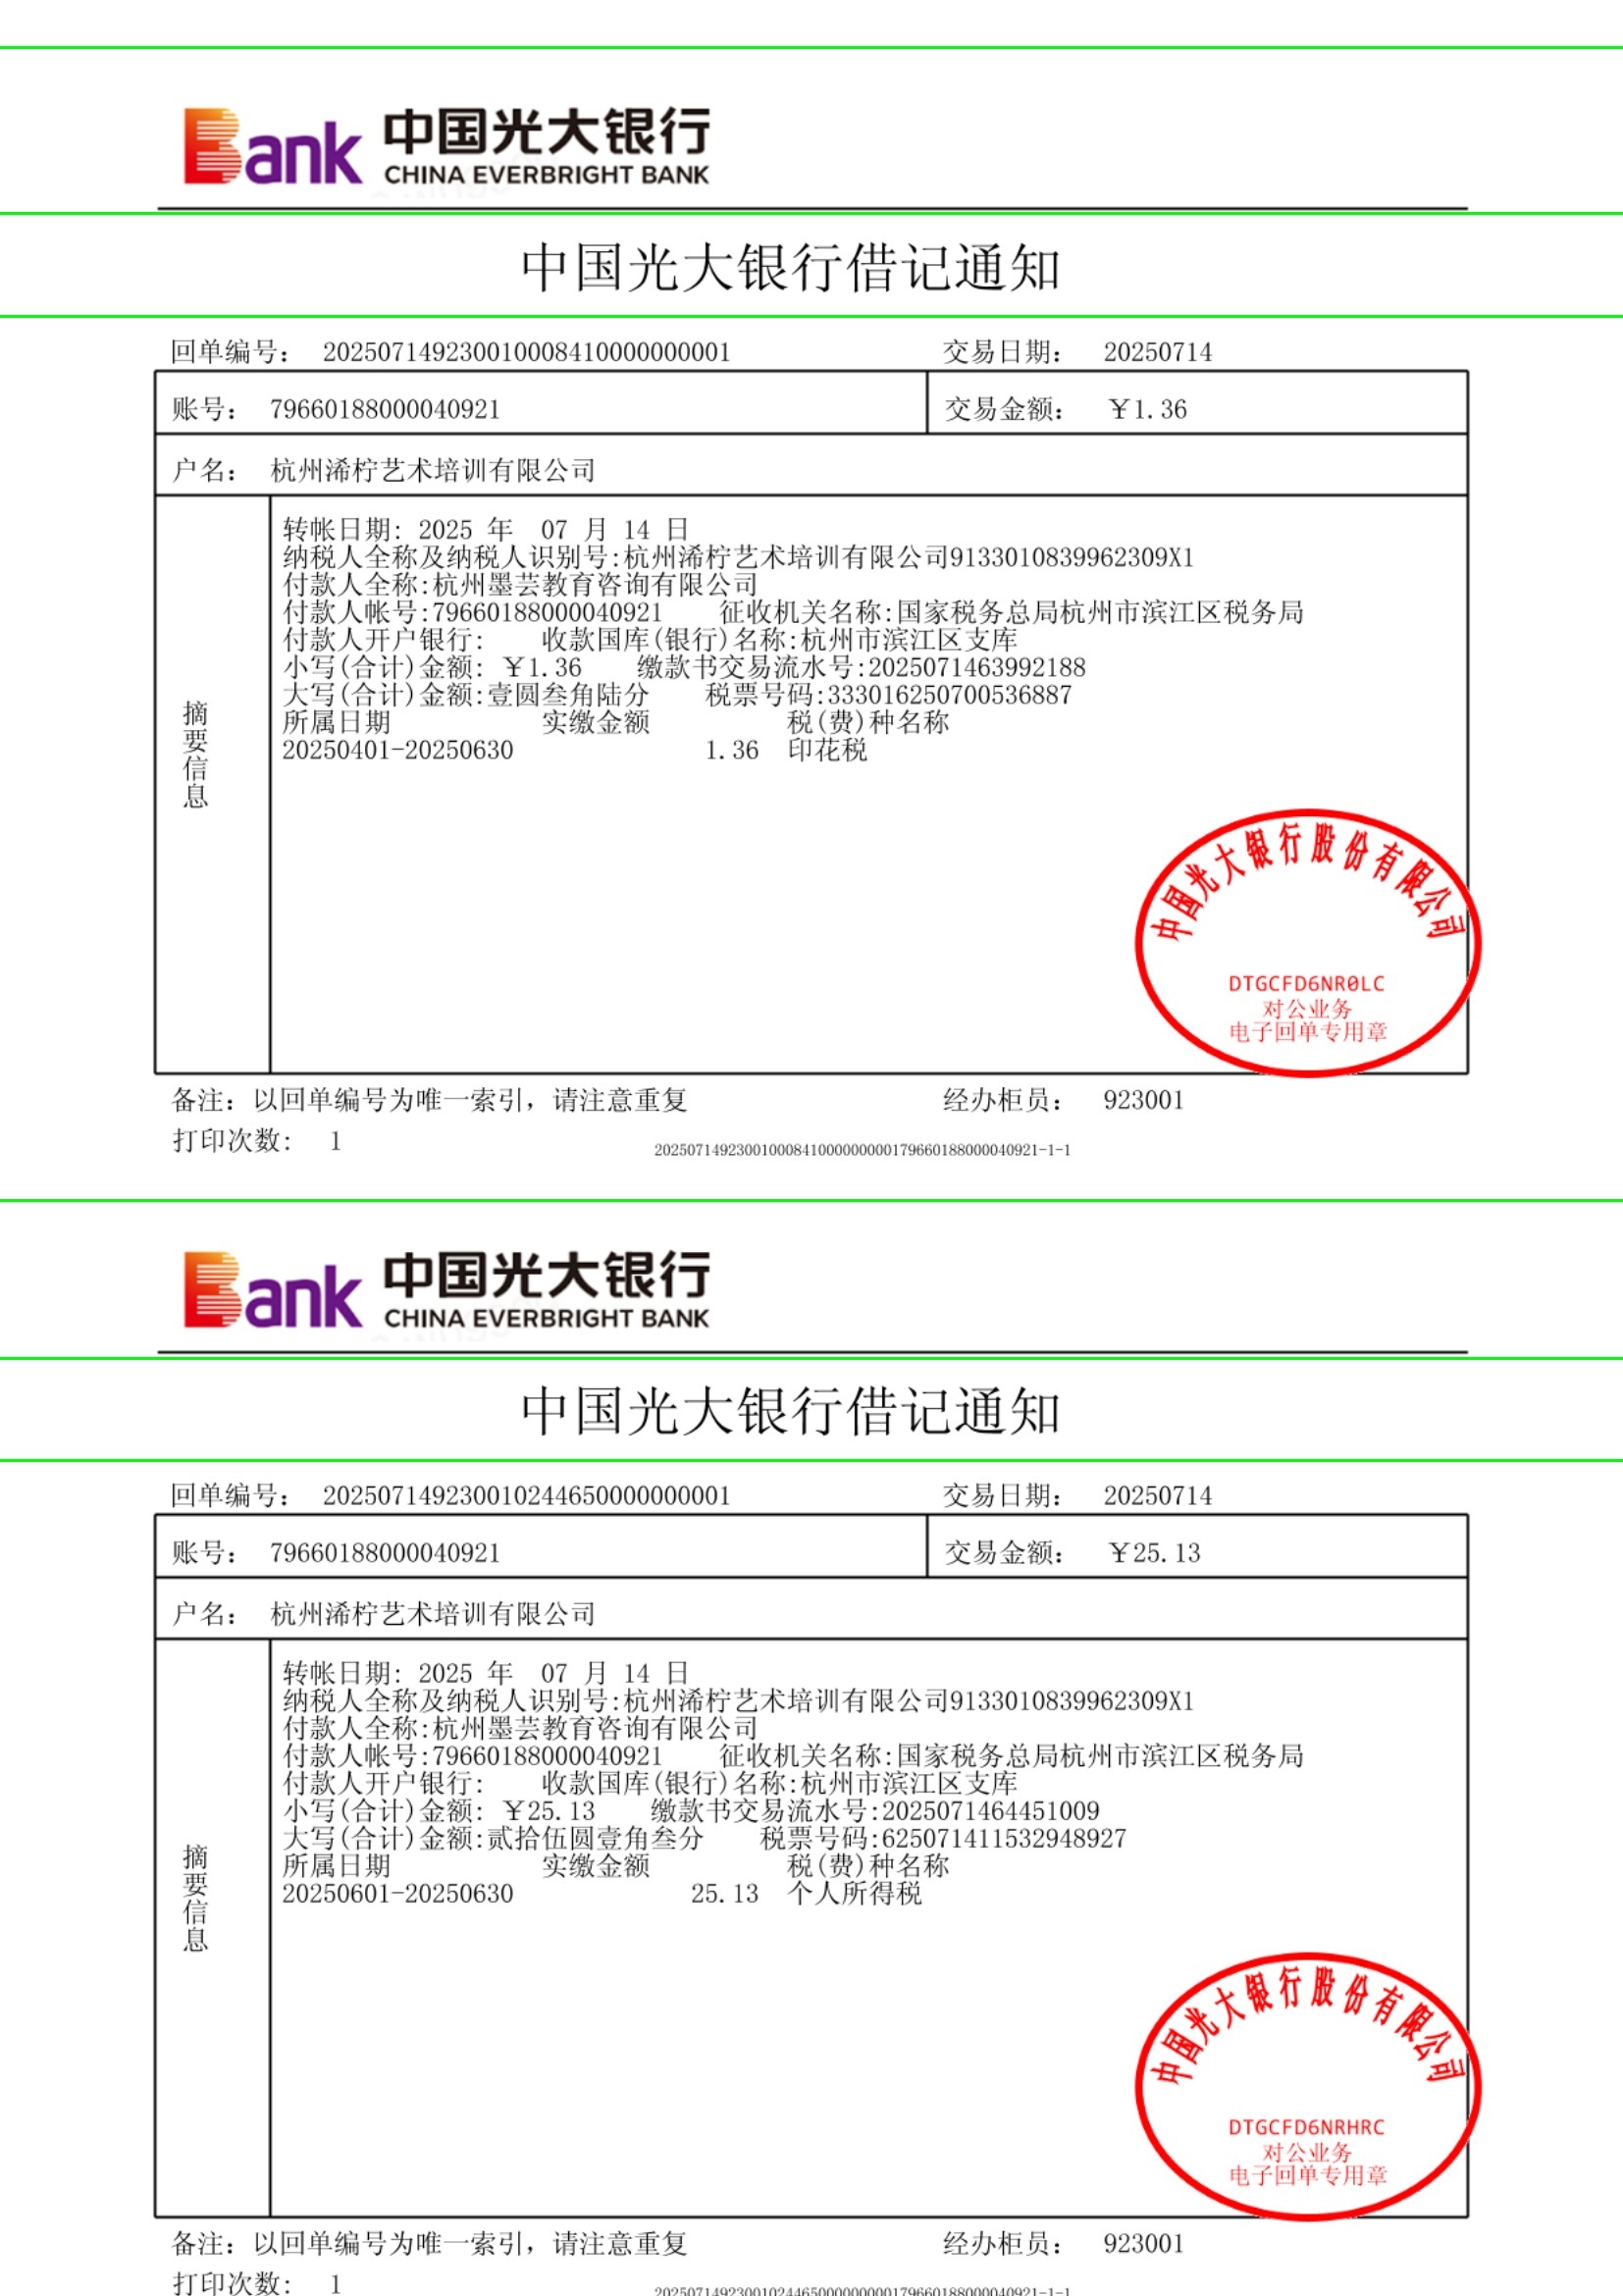 Bank 中国光大银行
CHINA EVERBRIGHT BANK
中国光大银行借记通知
回单编号： 20250714923001000841000000000​1 交易日期： 20250714
账号： 79660188000040921 交易金额： ￥1.36
户名： 杭州浠柠艺术培训有限公司
摘要信息
转帐日期: 2025 年 07 月 14 日
纳税人全称及纳税人识别号:杭州浠柠艺术培训有限公司9133010839962309X1
付款人全称:杭州墨芸教育咨询有限公司
付款人帐号:79660188000040921 征收机关名称:国家税务总局杭州市滨江区税务局
付款人开户银行: 收款国库(银行)名称:杭州市滨江区支库
小写(合计)金额: ￥1.36 缴款书交易流水号:2025071463992188
大写(合计)金额:壹圆叁角陆分 税票号码:333016250700536887
所属日期 实缴金额 税(费)种名称
20250401-20250630 1.36 印花税
中国光大银行股份有限公司
DTGCFD6NR0LC
对公业务
电子回单专用章
备注：以回单编号为唯一索引，请注意重复 经办柜员： 923001
打印次数： 1 202507149230010008410000000000179660188000040921-1-1
Bank 中国光大银行
CHINA EVERBRIGHT BANK
中国光大银行借记通知
回单编号： 202507149230010244650000000001 交易日期： 20250714
账号： 79660188000040921 交易金额： ￥25.13
户名： 杭州浠柠艺术培训有限公司
摘要信息
转帐日期: 2025 年 07 月 14 日
纳税人全称及纳税人识别号:杭州浠柠艺术培训有限公司9133010839962309X1
付款人全称:杭州墨芸教育咨询有限公司
付款人帐号:79660188000040921 征收机关名称:国家税务总局杭州市滨江区税务局
付款人开户银行: 收款国库(银行)名称:杭州市滨江区支库
小写(合计)金额: ￥25.13 缴款书交易流水号:2025071464451009
大写(合计)金额:贰拾伍圆壹角叁分 税票号码:625071411532948927
所属日期 实缴金额 税(费)种名称
20250601-20250630 25.13 个人所得税
中国光大银行股份有限公司
DTGCFD6NRHRC
对公业务
电子回单专用章
备注：以回单编号为唯一索引，请注意重复 经办柜员： 923001
打印次数： 1 20250714923001024465000000000179660188000040921-1-1